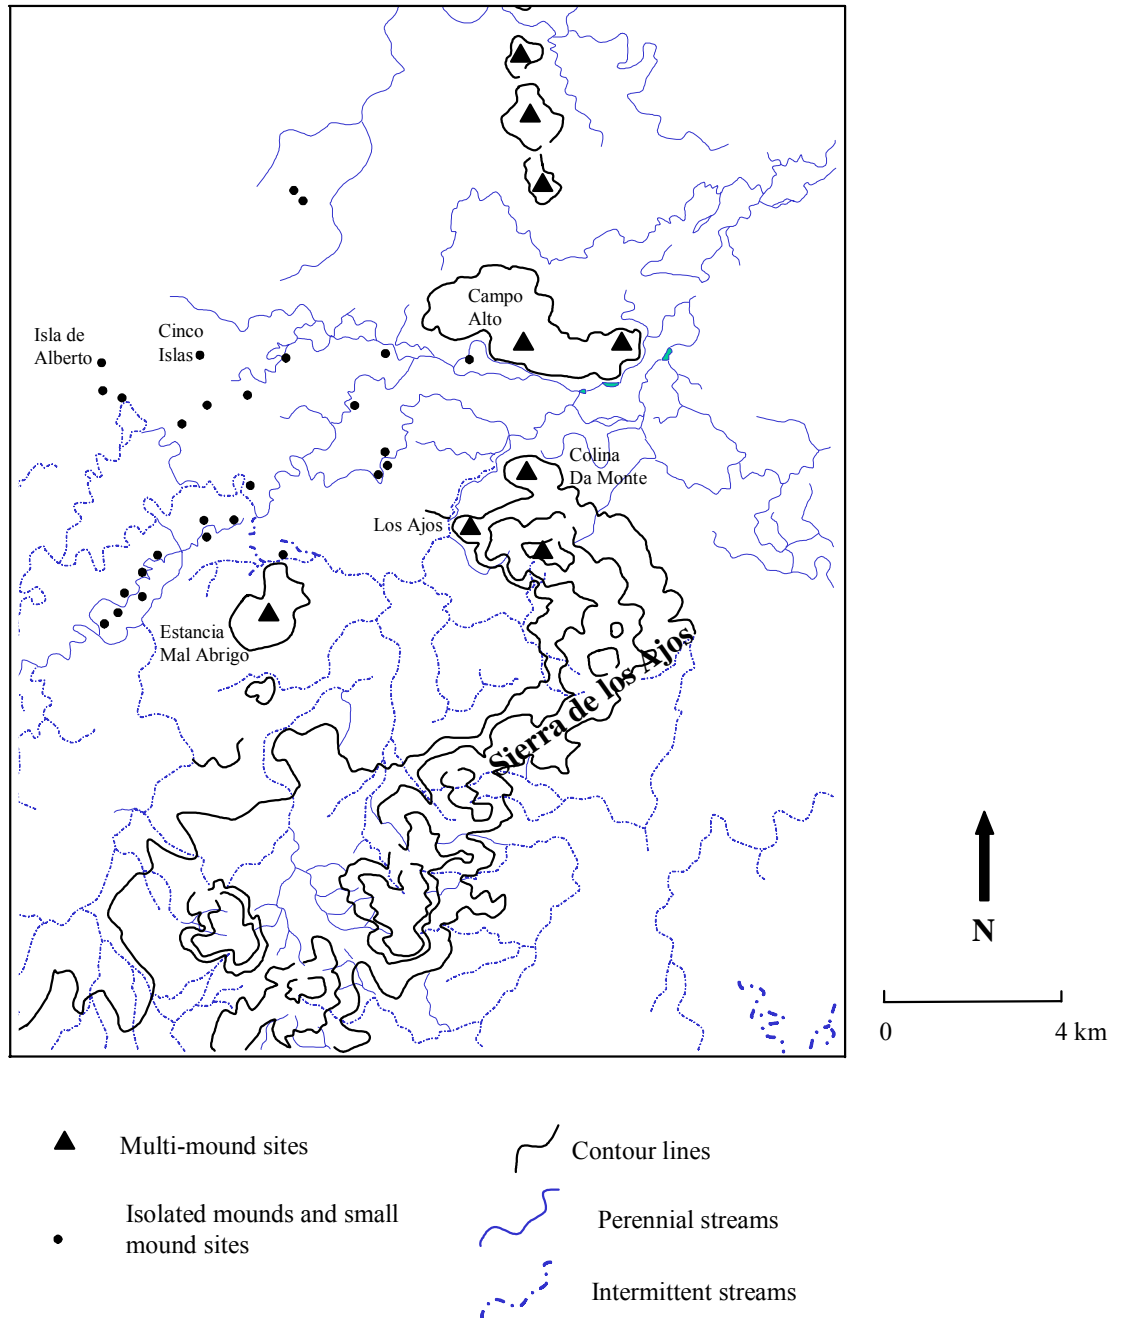 Campo
Alto
Isla de
Alberto
Cinco
Islas
Colina
Da Monte
Los Ajos
Estancia
Mal Abrigo
Sierra de los Ajos
N
0 4 km
Multi-mound sites
Contour lines
Isolated mounds and small
mound sites
Perennial streams
Intermittent streams